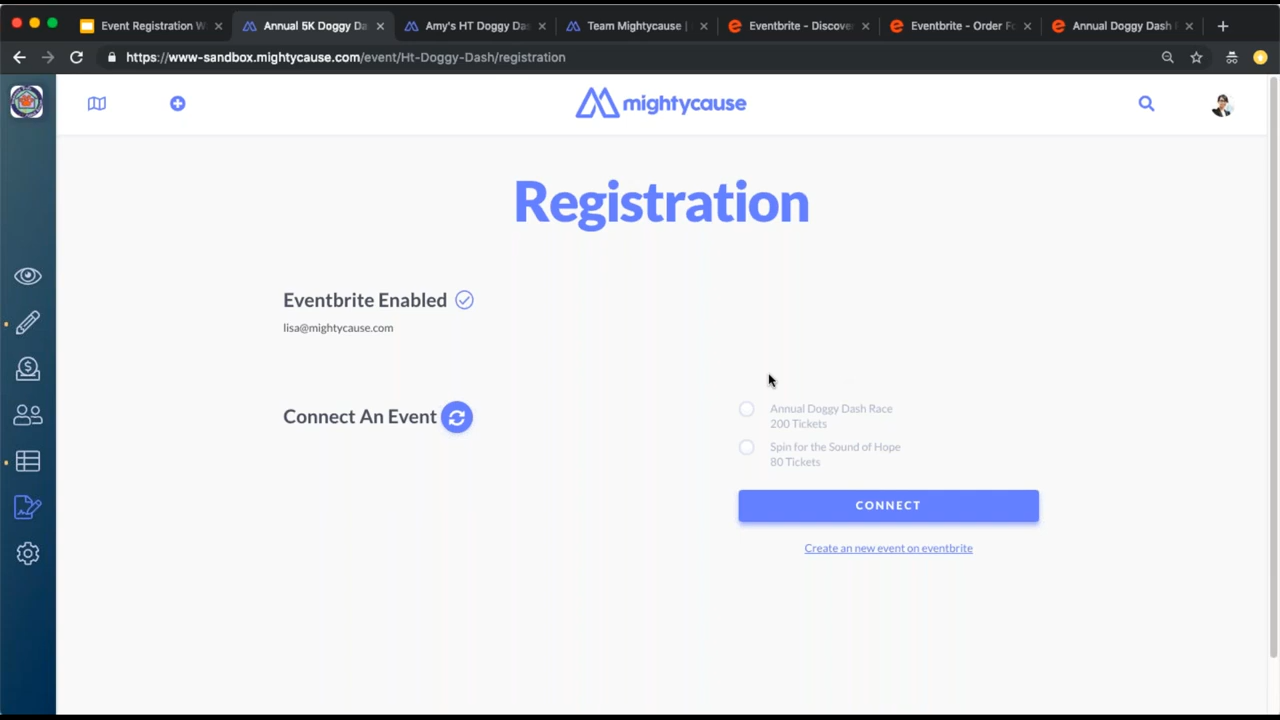 Event Registration W
Annual 5K Doggy Da
Amy's HT Doggy Das
Team Mightycause |
Eventbrite - Discove
Eventbrite - Order Fo
Annual Doggy Dash
https://www-sandbox.mightycause.com/event/Ht-Doggy-Dash/registration
mightycause
Registration
Eventbrite Enabled
lisa@mightycause.com
Connect An Event
Annual Doggy Dash Race
200 Tickets
Spin for the Sound of Hope
80 Tickets
CONNECT
Create an new event on eventbrite